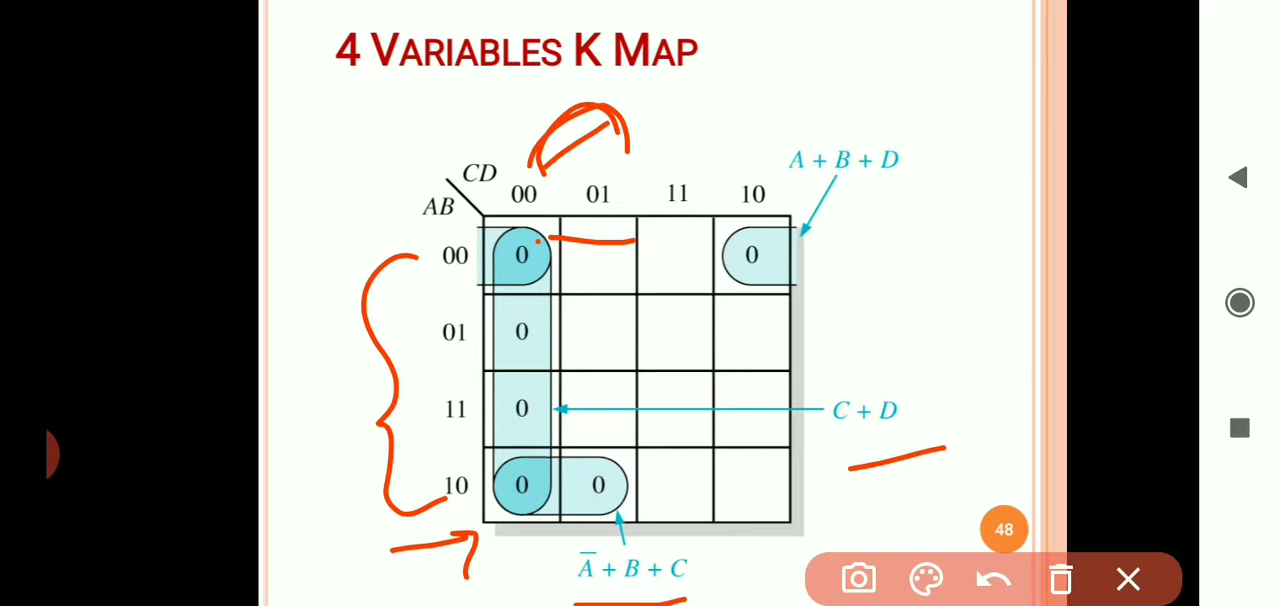 4 VARIABLES K MAP
A + B + D
CD
AB
00 01 11 10
00 0 0
01 0
11 0
C + D
10 0 0
48
A̅ + B + C